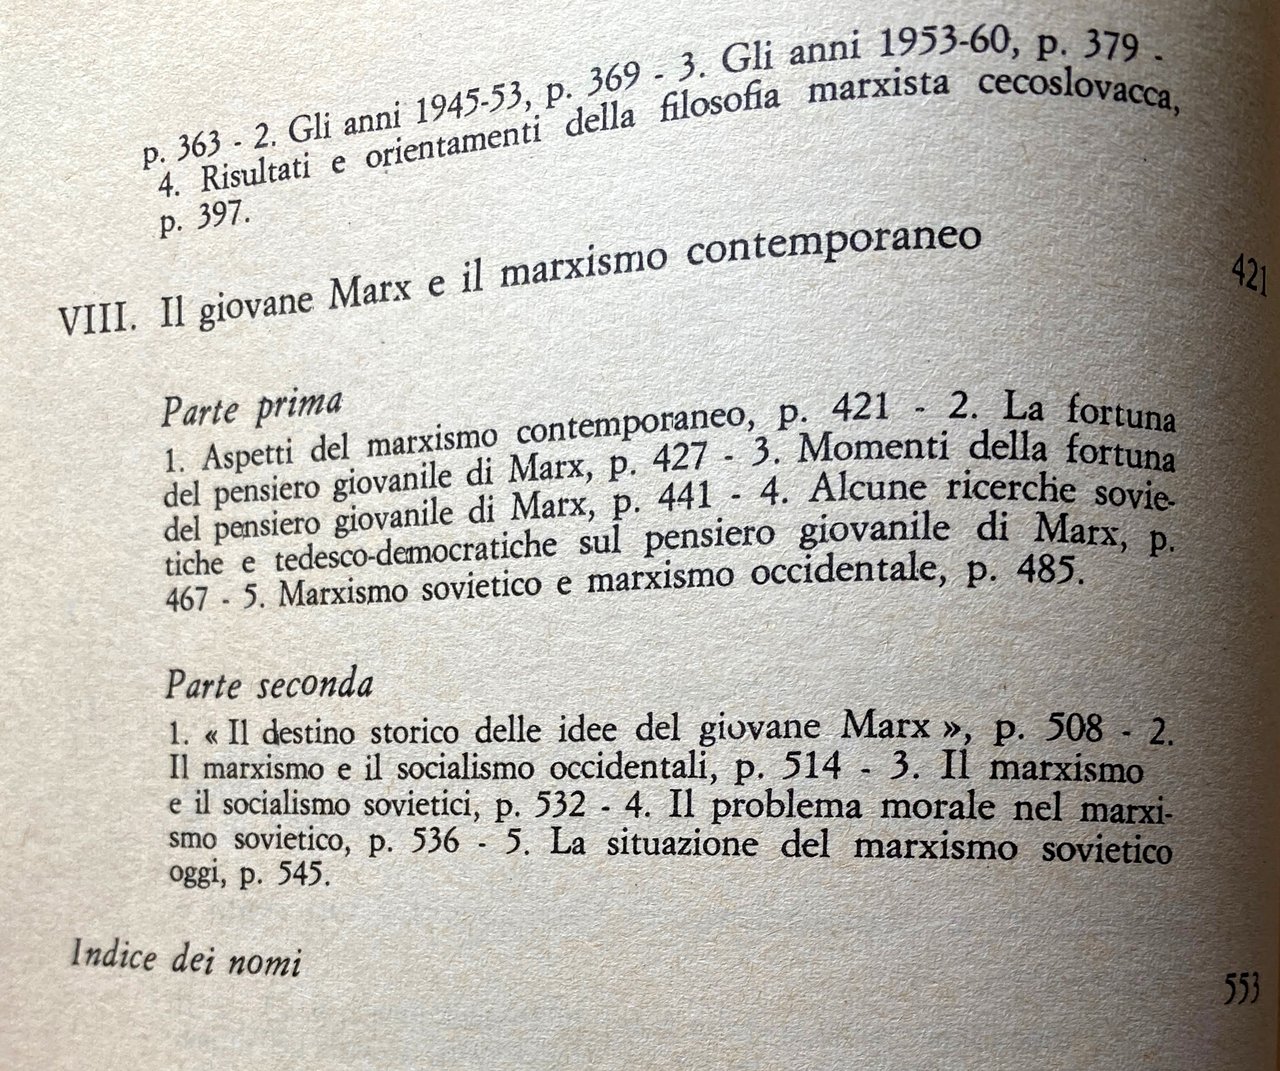 p. 363 - 2. Gli anni 1945-53, p. 369 - 3. Gli anni 1953-60, p. 379 -
4. Risultati e orientamenti della filosofia marxista cecoslovacca,
p. 397.
VIII. Il giovane Marx e il marxismo contemporaneo 421
Parte prima
1. Aspetti del marxismo contemporaneo, p. 421 - 2. La fortuna
del pensiero giovanile di Marx, p. 427 - 3. Momenti della fortuna
del pensiero giovanile di Marx, p. 441 - 4. Alcune ricerche sovie-
tiche e tedesco-democratiche sul pensiero giovanile di Marx, p.
467 - 5. Marxismo sovietico e marxismo occidentale, p. 485.
Parte seconda
1. « Il destino storico delle idee del giovane Marx », p. 508 - 2.
Il marxismo e il socialismo occidentali, p. 514 - 3. Il marxismo
e il socialismo sovietici, p. 532 - 4. Il problema morale nel marxi-
smo sovietico, p. 536 - 5. La situazione del marxismo sovietico
oggi, p. 545.
Indice dei nomi 553